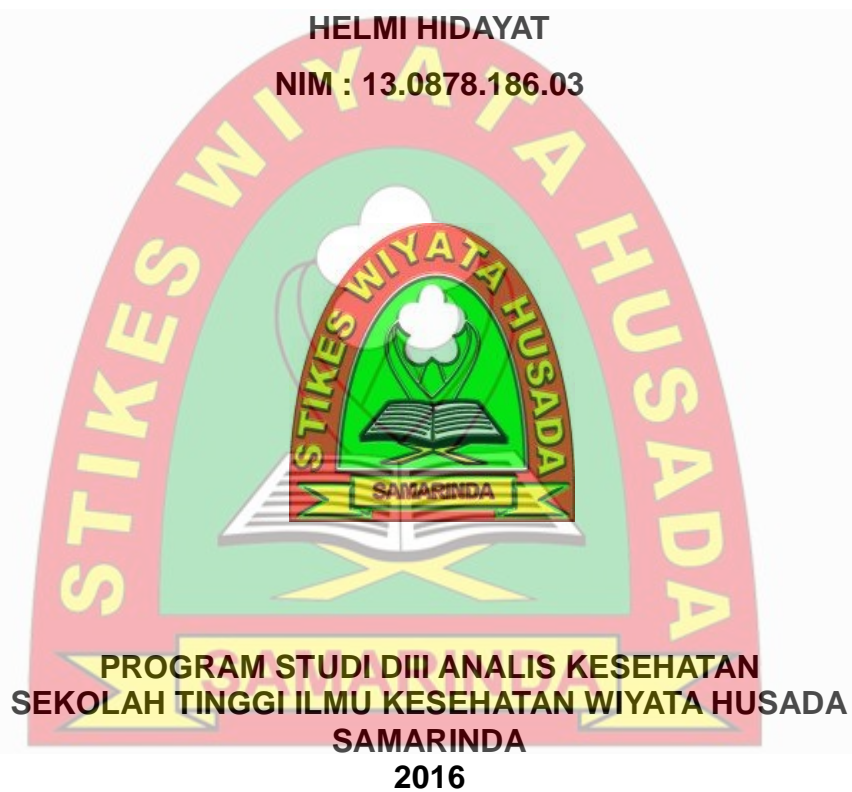 HELMI HIDAYAT
NIM : 13.0878.186.03
STIKES WIYATA HUSADA
SAMARINDA
STIKES WIYATA HUSADA
SAMARINDA
PROGRAM STUDI DIII ANALIS KESEHATAN
SEKOLAH TINGGI ILMU KESEHATAN WIYATA HUSADA
SAMARINDA
2016